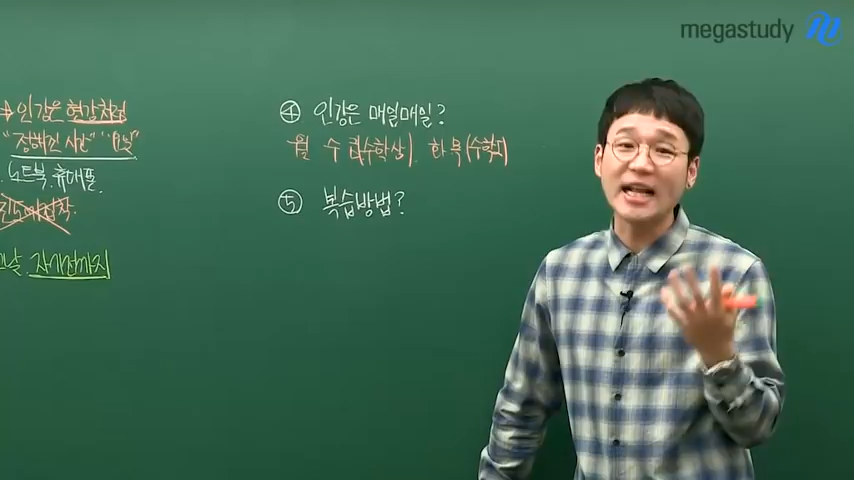 megastudy
→ 인강은 현강처럼
"정해진 시간"
노트북. 휴대폰.
자기전까지
④ 인강은 매일매일?
월 수 금(수학상). 화 목(수학Ⅰ)
⑤ 복습방법?